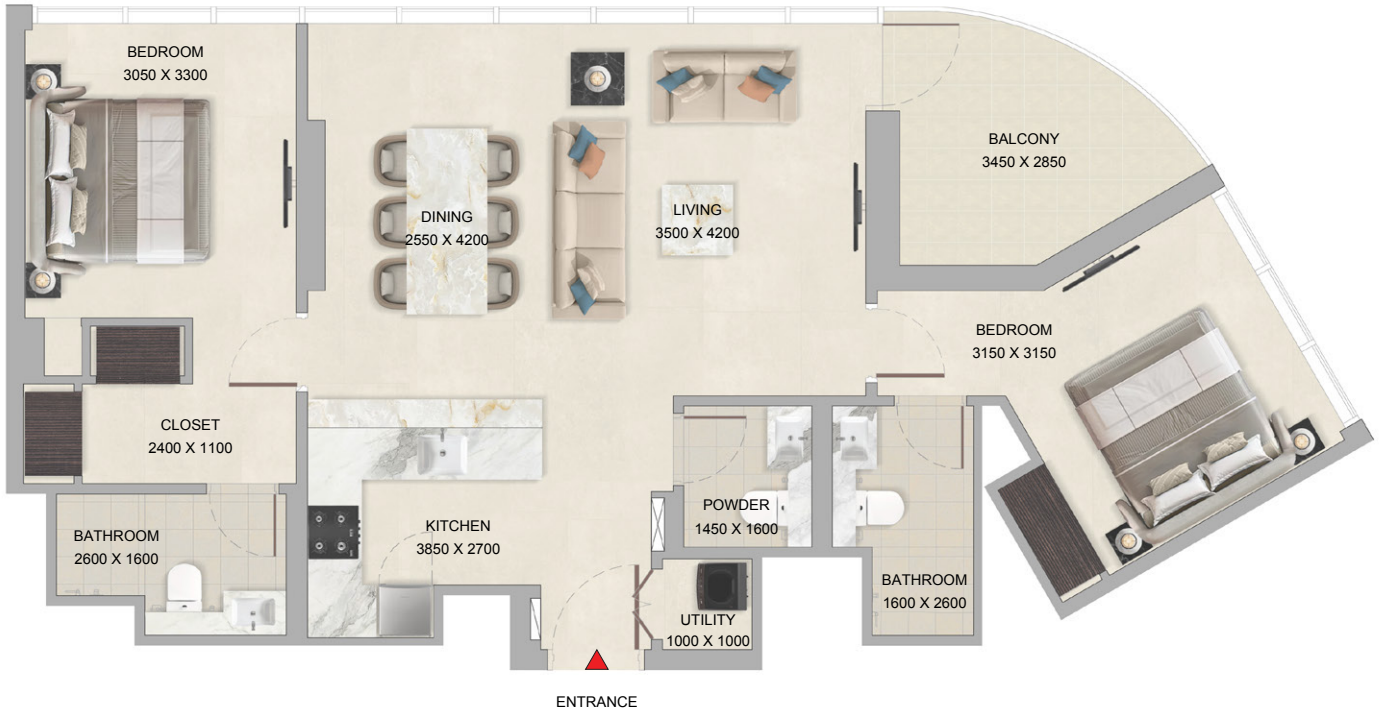 BEDROOM
3050 X 3300
BALCONY
3450 X 2850
DINING
2550 X 4200
LIVING
3500 X 4200
BEDROOM
3150 X 3150
CLOSET
2400 X 1100
BATHROOM
2600 X 1600
KITCHEN
3850 X 2700
POWDER
1450 X 1600
BATHROOM
1600 X 2600
UTILITY
1000 X 1000
ENTRANCE